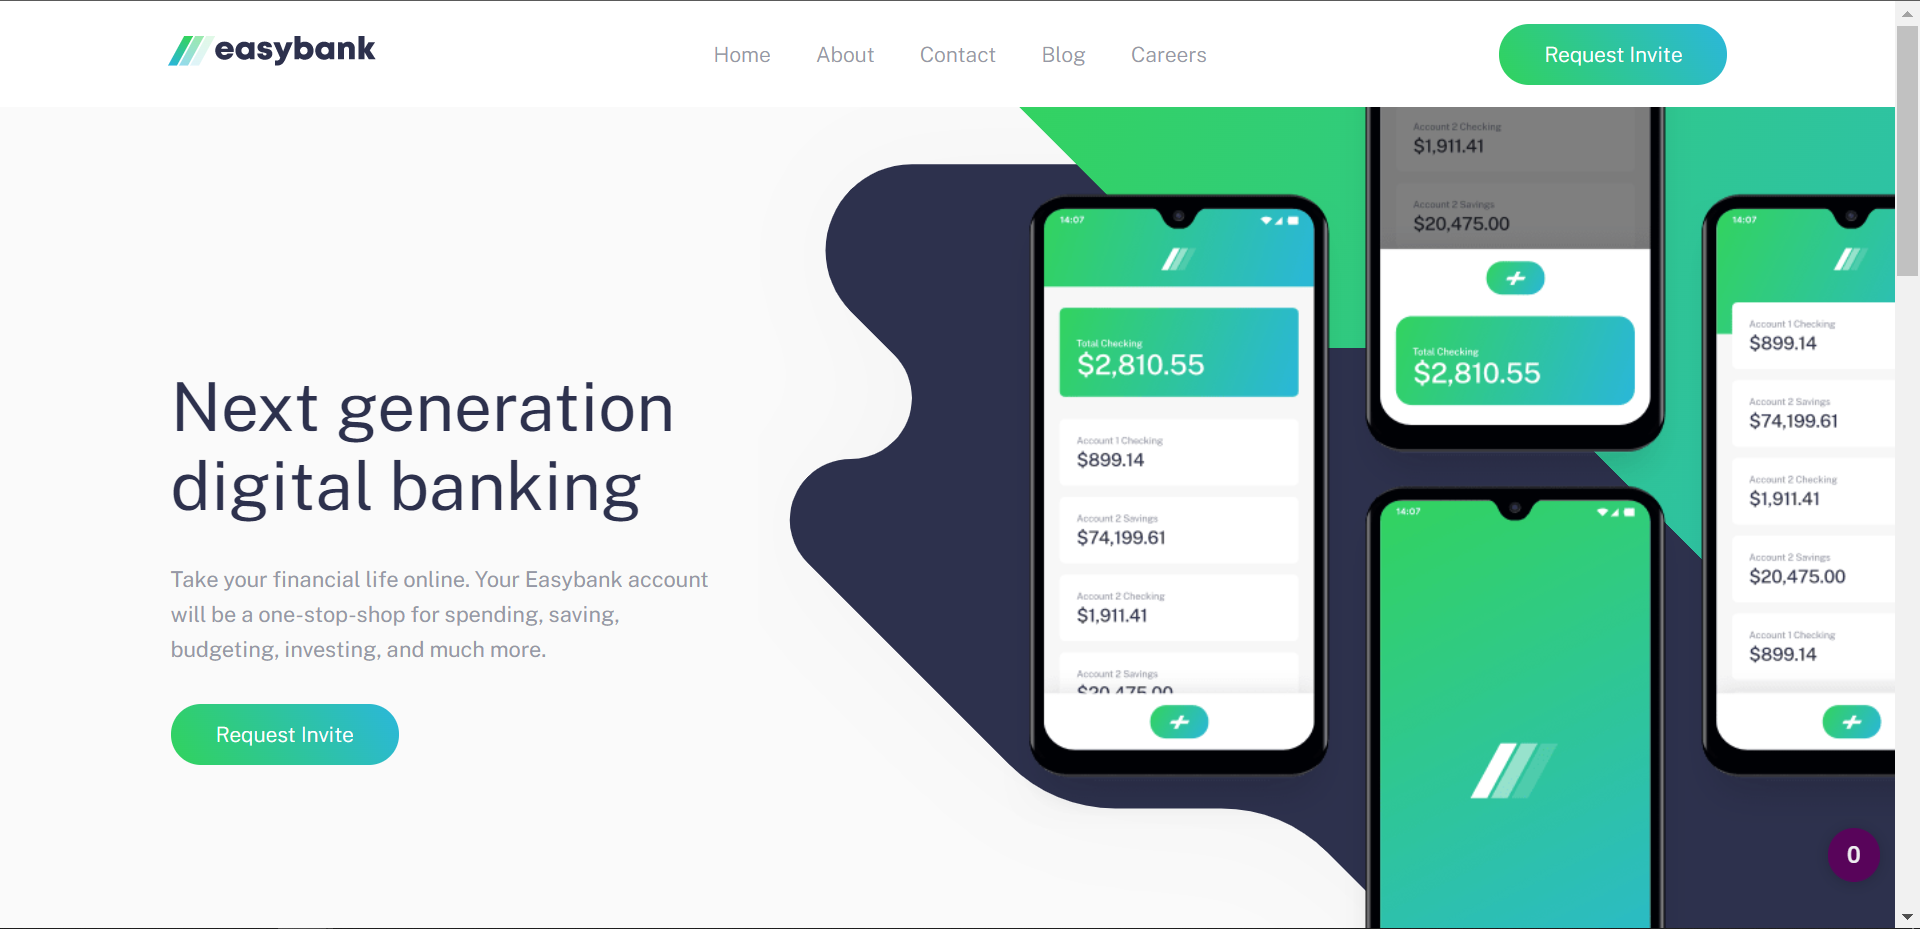 easybank
Home
About
Contact
Blog
Careers
Request Invite
Next generation
digital banking
Take your financial life online. Your Easybank account
will be a one-stop-shop for spending, saving,
budgeting, investing, and much more.
Request Invite
14:07
Total Checking
$2,810.55
Account 1 Checking
$899.14
Account 2 Savings
$74,199.61
Account 2 Checking
$1,911.41
Account 2 Savings
$20,475.00
Account 2 Checking
$1,911.41
Account 2 Savings
$20,475.00
Total Checking
$2,810.55
14:07
14:07
Account 1 Checking
$899.14
Account 2 Savings
$74,199.61
Account 2 Checking
$1,911.41
Account 2 Savings
$20,475.00
Account 1 Checking
$899.14
0